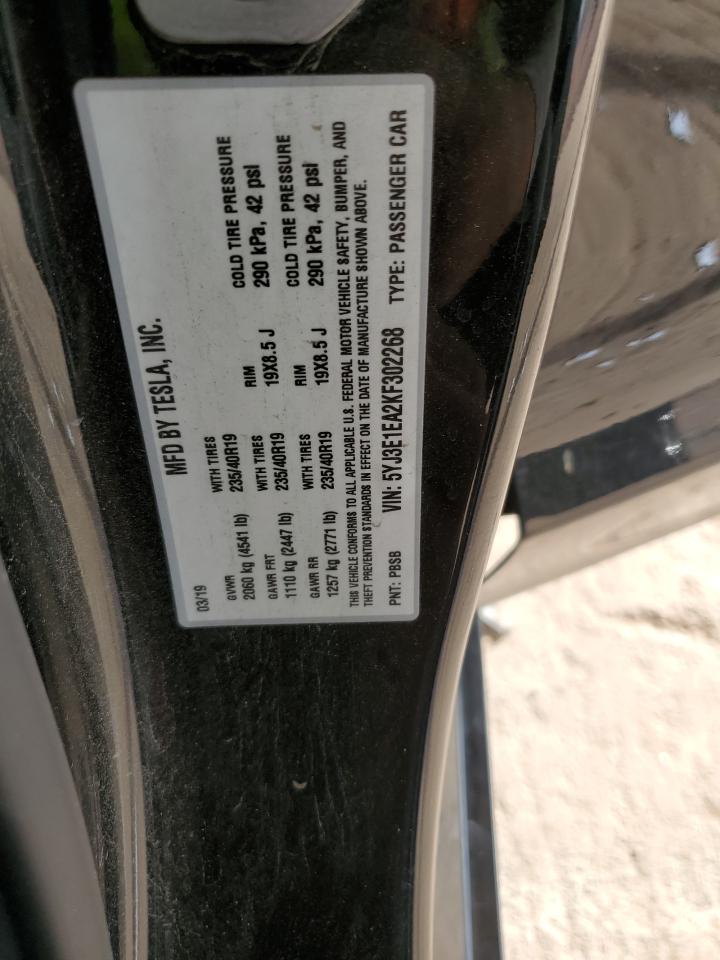 MFD BY TESLA, INC.
03/19
GVWR WITH TIRES RIM COLD TIRE PRESSURE
2060 kg (4541 lb) 235/40R19 19X8.5 J 290 kPa, 42 psi
GAWR FRT WITH TIRES RIM COLD TIRE PRESSURE
1110 kg (2447 lb) 235/40R19 19X8.5 J 290 kPa, 42 psi
GAWR RR WITH TIRES
1257 kg (2771 lb) 235/40R19
THIS VEHICLE CONFORMS TO ALL APPLICABLE U.S. FEDERAL MOTOR VEHICLE SAFETY, BUMPER, AND
THEFT PREVENTION STANDARDS IN EFFECT ON THE DATE OF MANUFACTURE SHOWN ABOVE.
PNT: PBSB VIN: 5YJ3E1EA2KF302268 TYPE: PASSENGER CAR